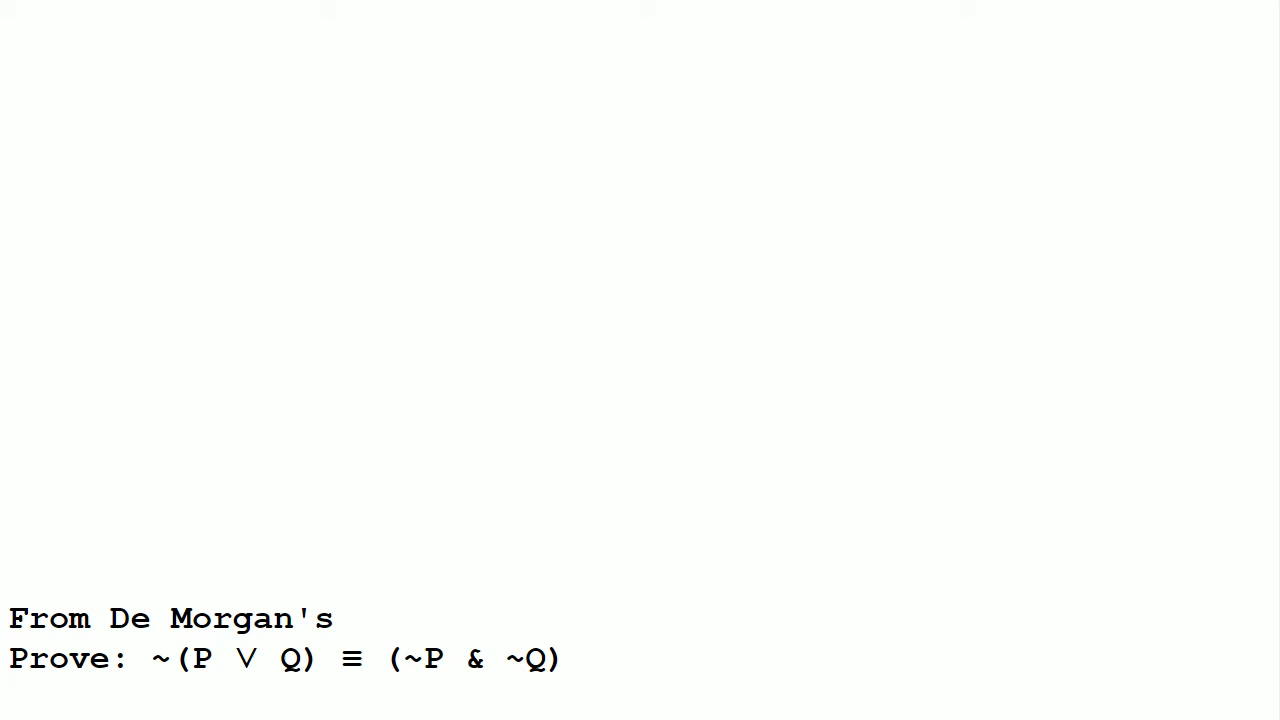 From De Morgan's
Prove: ~(P ∨ Q) ≡ (~P & ~Q)